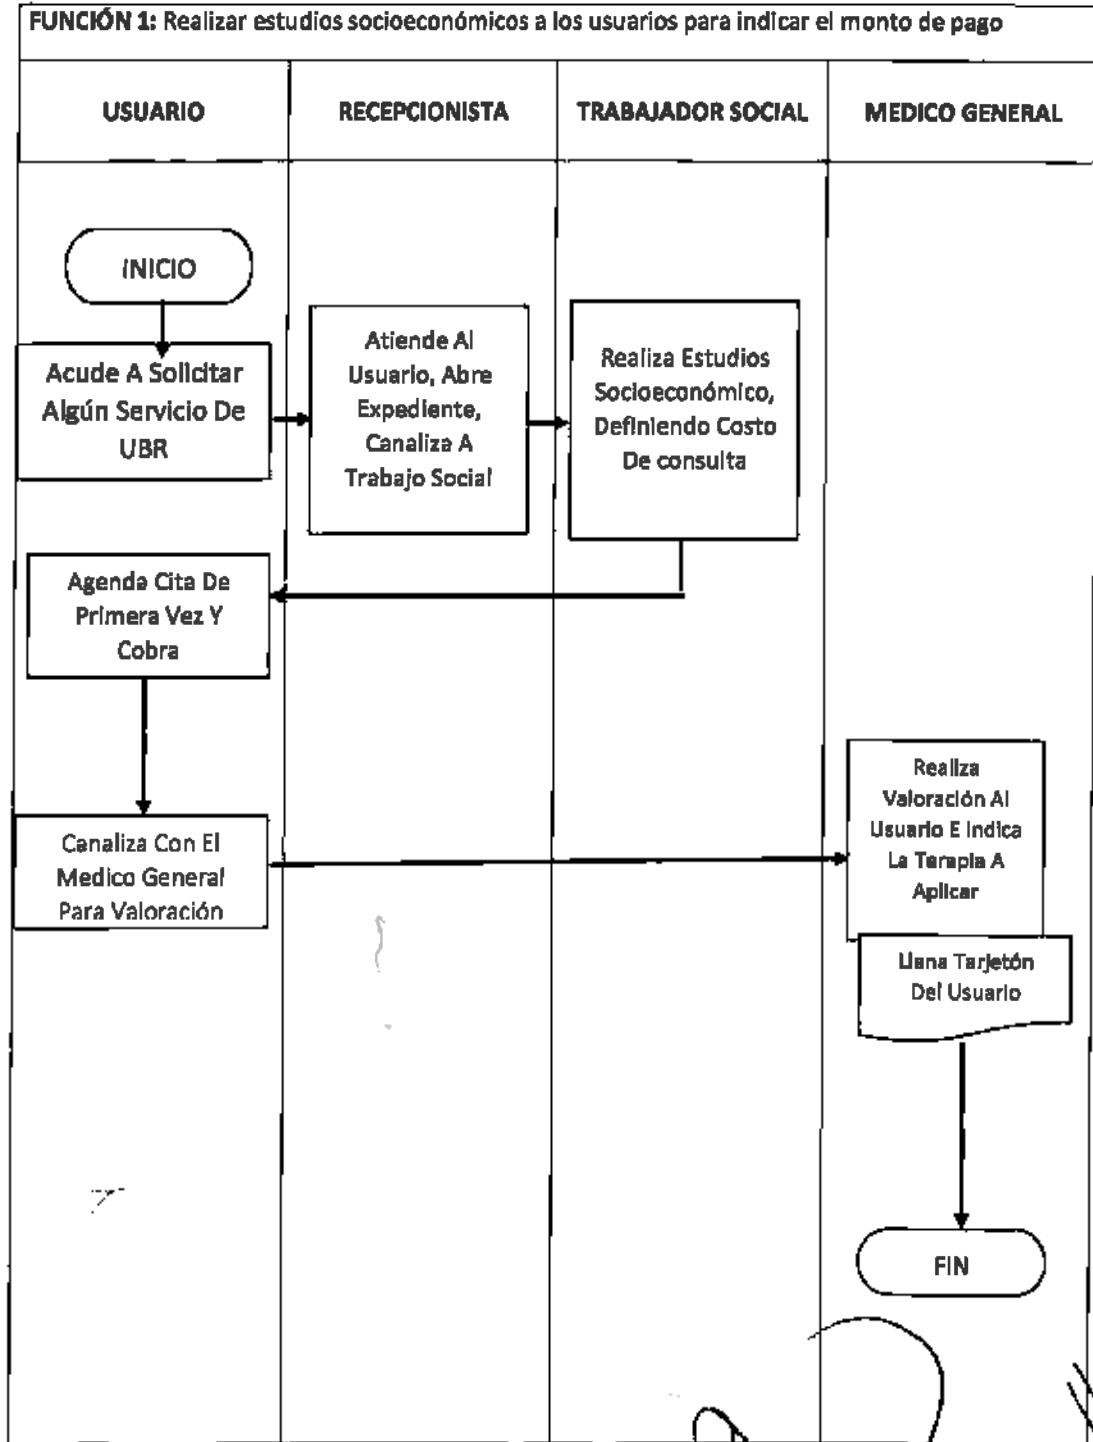 FUNCIÓN 1: Realizar estudios socioeconómicos a los usuarios para indicar el monto de pago
USUARIO
RECEPCIONISTA
TRABAJADOR SOCIAL
MEDICO GENERAL
INICIO
Acude A Solicitar
Algún Servicio De
UBR
Atiende Al
Usuario, Abre
Expediente,
Canaliza A
Trabajo Social
Realiza Estudios
Socioeconómico,
Definiendo Costo
De consulta
Agenda Cita De
Primera Vez Y
Cobra
Canaliza Con El
Medico General
Para Valoración
Realiza
Valoración Al
Usuario E Indica
La Terapia A
Aplicar
Llena Tarjetón
Del Usuario
FIN